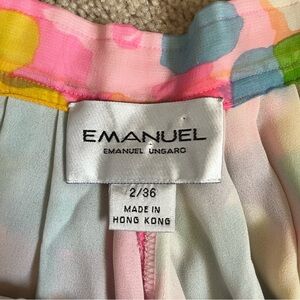 EMANUEL
EMANUEL UNGARO
2/36
MADE IN
HONG KONG